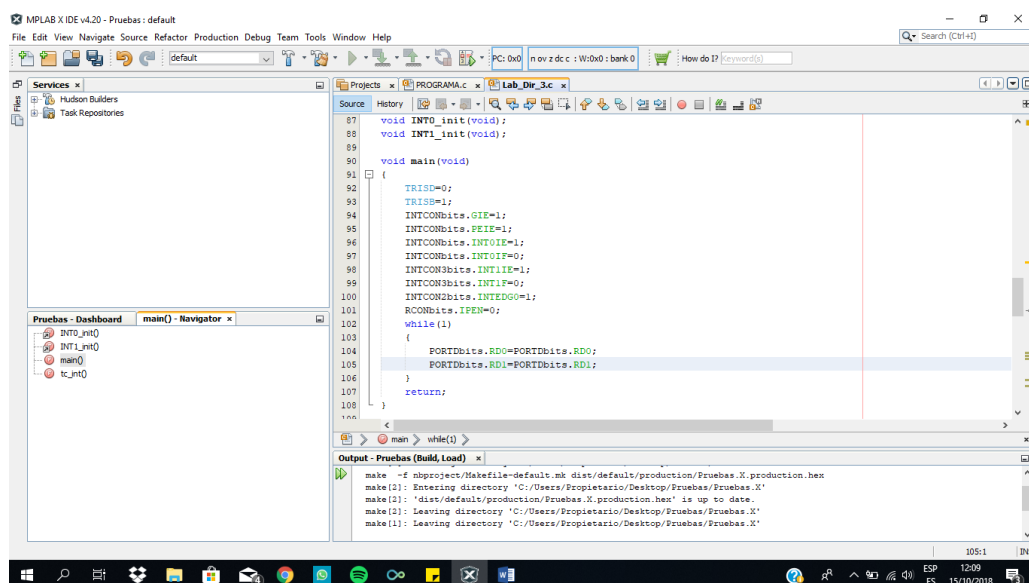 MPLAB X IDE v4.20 - Pruebas : default
File Edit View Navigate Source Refactor Production Debug Team Tools Window Help
Search (Ctrl+I)
default
PC: 0x0
n ov z dc c : W:0x0 : bank 0
How do I? Keyword(s)
Files
Services
Hudson Builders
Task Repositories
Projects
PROGRAMA.c
Lab_Dir_3.c
Source History
87 void INT0_init(void);
88 void INT1_init(void);
89
90 void main(void)
91 {
92 TRISD=0;
93 TRISB=1;
94 INTCONbits.GIE=1;
95 INTCONbits.PEIE=1;
96 INTCONbits.INT0IE=1;
97 INTCONbits.INT0IF=0;
98 INTCON3bits.INT1IE=1;
99 INTCON3bits.INT1F=0;
100 INTCON2bits.INTEDG0=1;
101 RCONbits.IPEN=0;
102 while(1)
103 {
104 PORTDbits.RD0=PORTDbits.RD0;
105 PORTDbits.RD1=PORTDbits.RD1;
106 }
107 return;
108 }
109
main while(1)
Pruebas - Dashboard
main() - Navigator
INT0_init()
INT1_init()
main()
tc_int()
Output - Pruebas (Build, Load)
make -f nbproject/Makefile-default.mk dist/default/production/Pruebas.X.production.hex
make[2]: Entering directory 'C:/Users/Propietario/Desktop/Pruebas/Pruebas.X'
make[2]: 'dist/default/production/Pruebas.X.production.hex' is up to date.
make[2]: Leaving directory 'C:/Users/Propietario/Desktop/Pruebas/Pruebas.X'
make[1]: Leaving directory 'C:/Users/Propietario/Desktop/Pruebas/Pruebas.X'
105:1
ESP
ES
12:09
15/10/2018